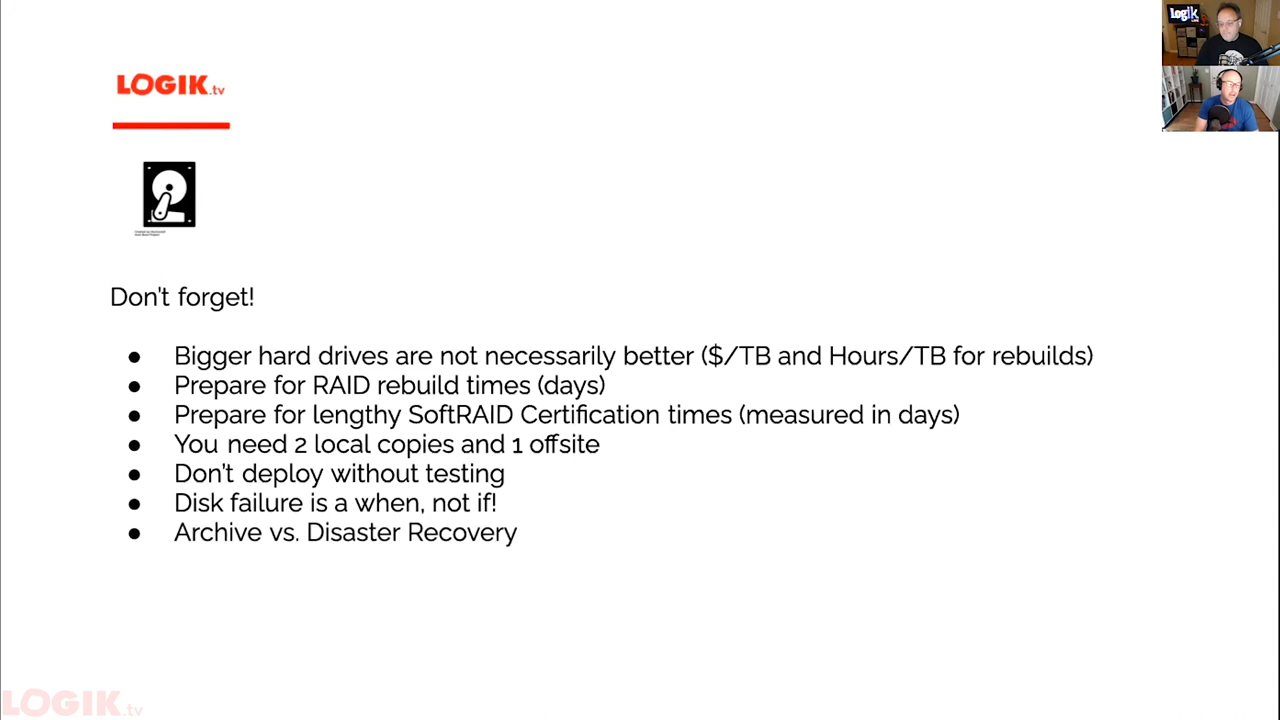 LOGIK.tv
Don't forget!
● Bigger hard drives are not necessarily better ($/TB and Hours/TB for rebuilds)
● Prepare for RAID rebuild times (days)
● Prepare for lengthy SoftRAID Certification times (measured in days)
● You need 2 local copies and 1 offsite
● Don't deploy without testing
● Disk failure is a when, not if!
● Archive vs. Disaster Recovery
LOGIK.tv
Logik